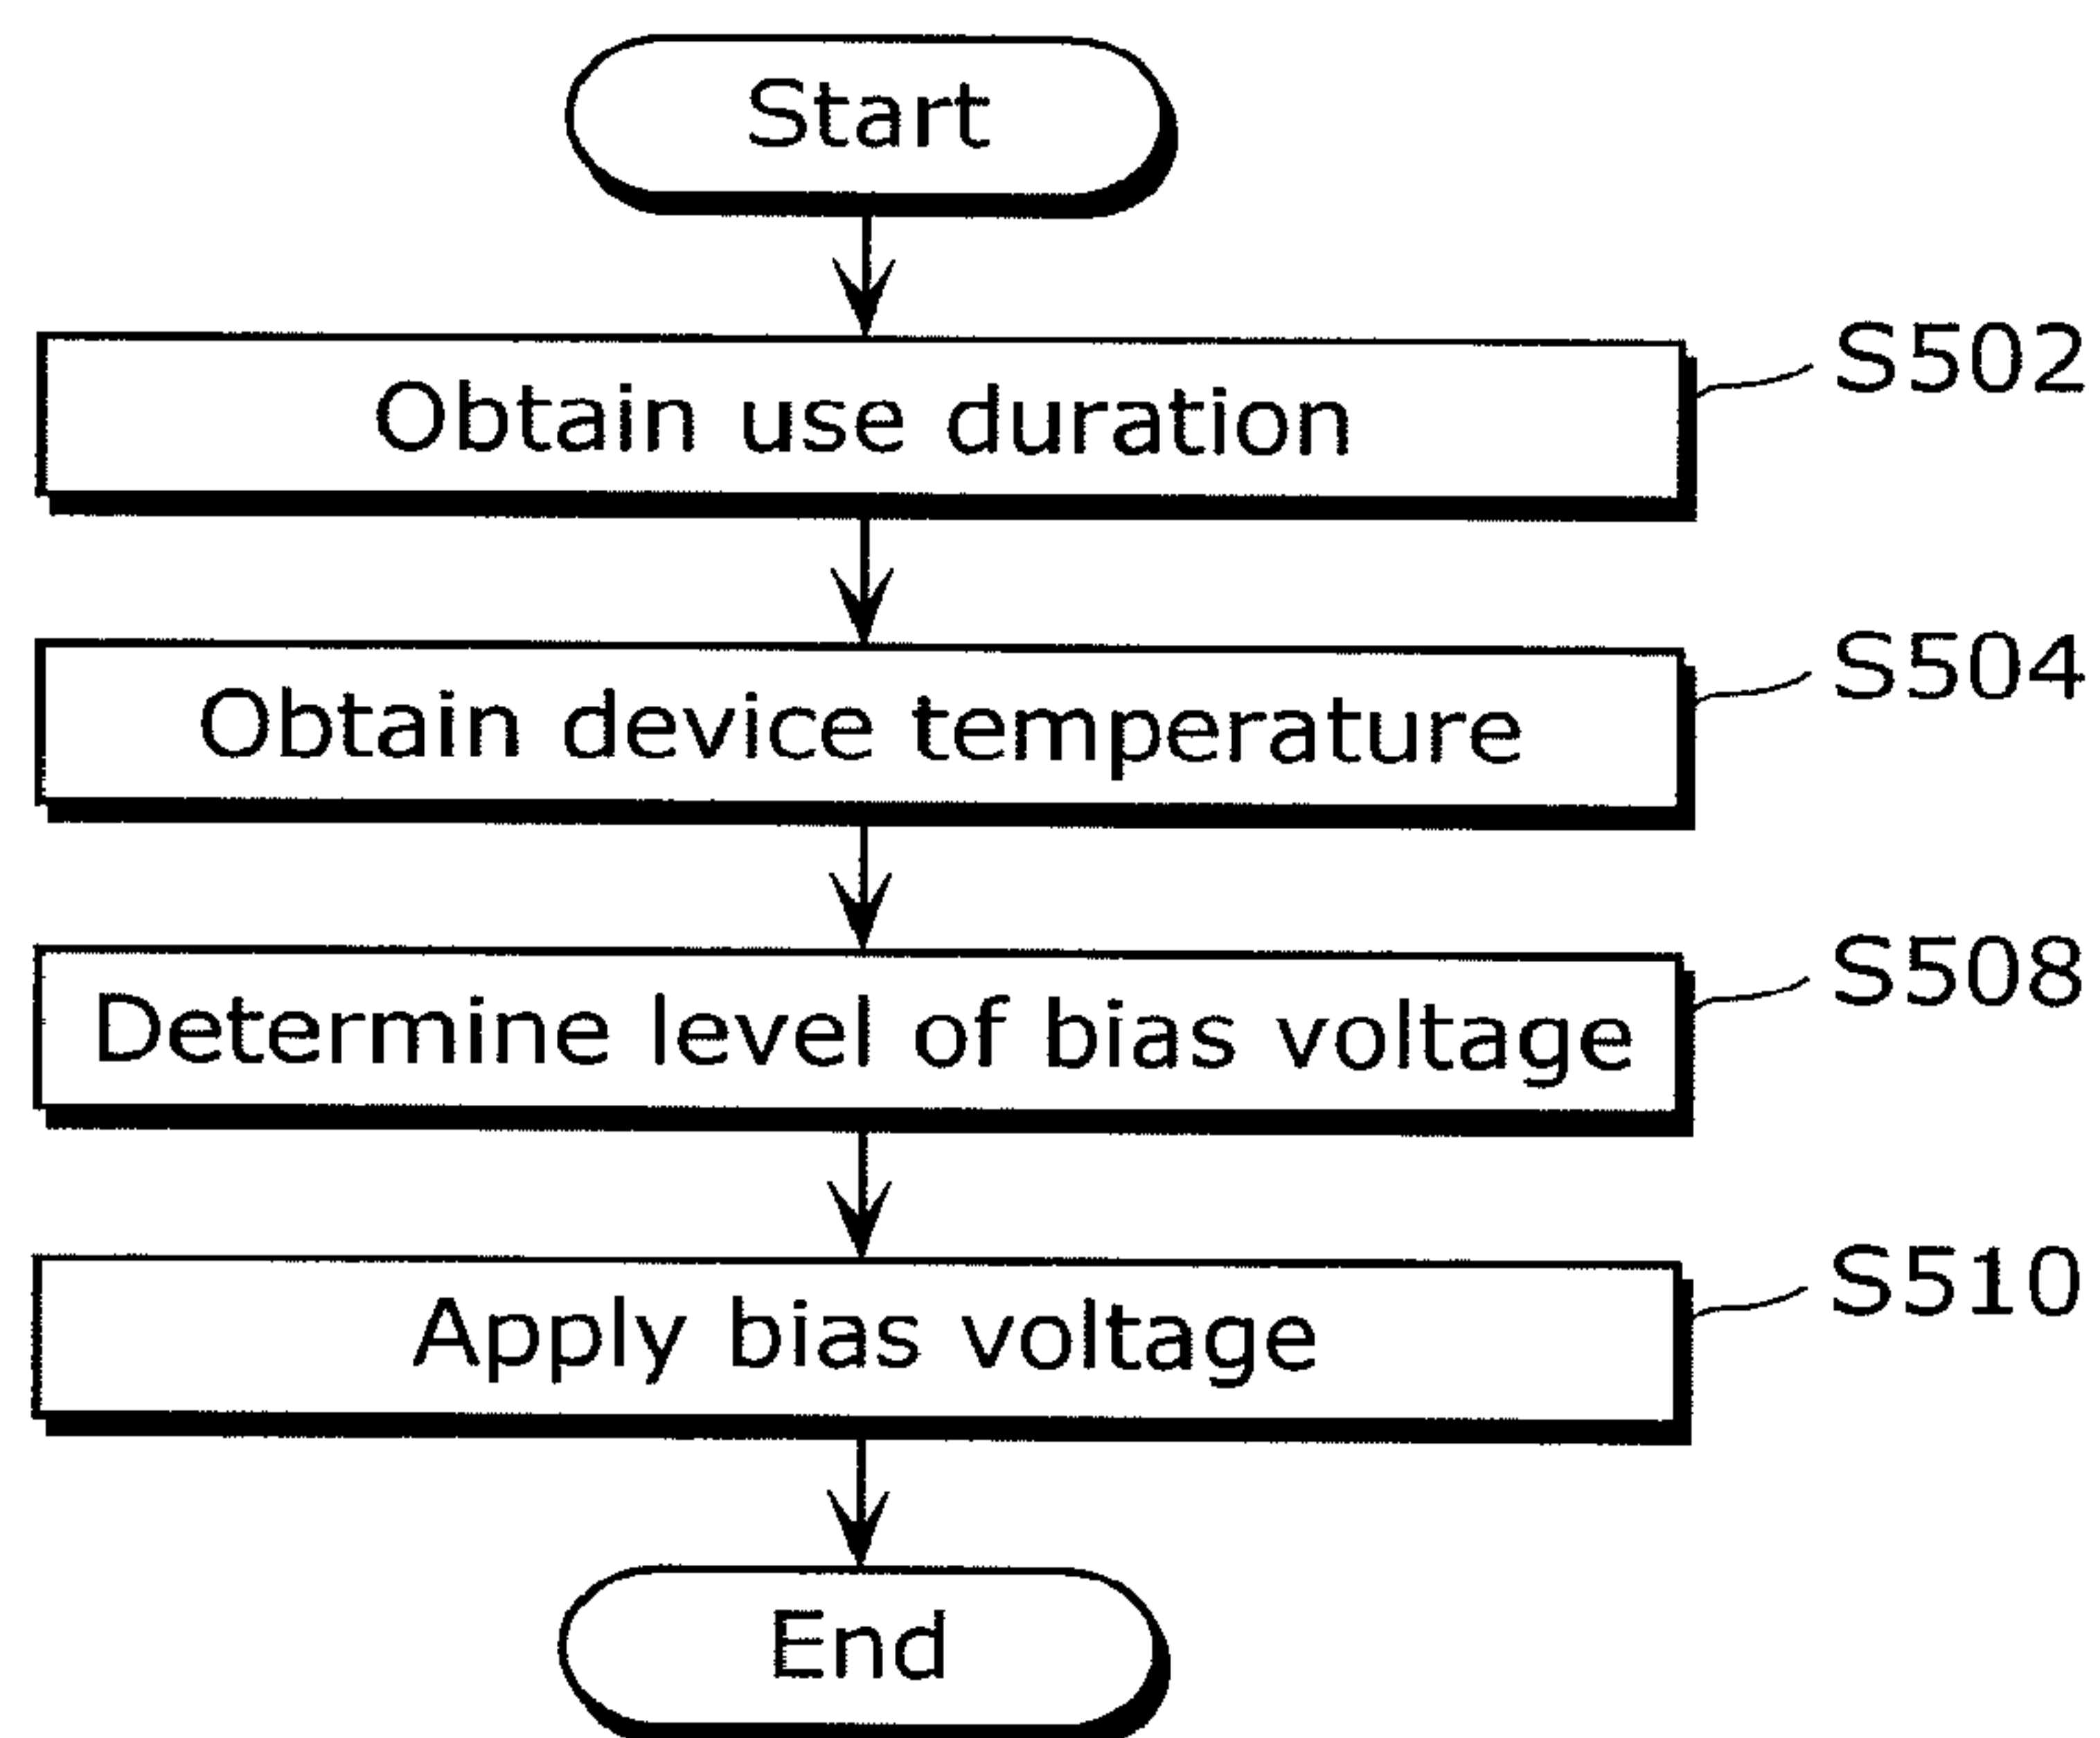 Start
Obtain use duration
S502
Obtain device temperature
S504
Determine level of bias voltage
S508
Apply bias voltage
S510
End